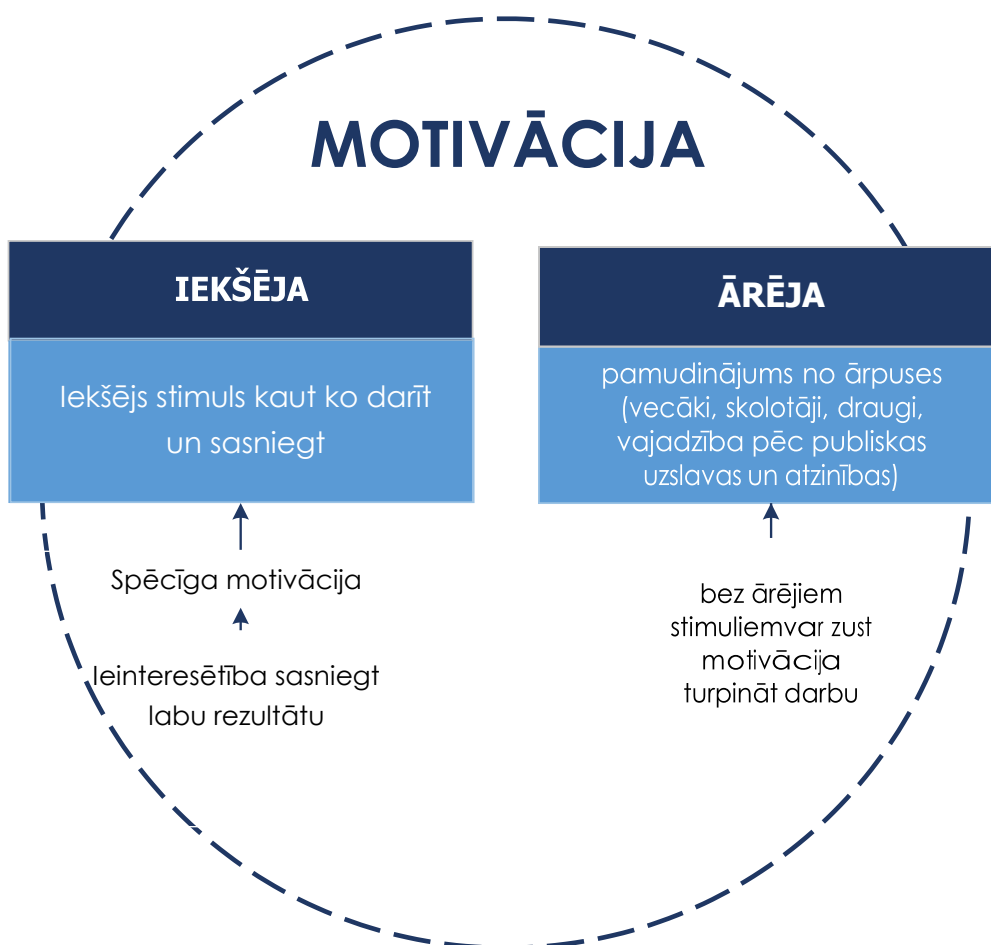 MOTIVĀCIJA
IEKŠĒJA
Iekšējs stimuls kaut ko darīt
un sasniegt
Spēcīga motivācija
Ieinteresētība sasniegt
labu rezultātu
ĀRĒJA
pamudinājums no ārpuses
(vecāki, skolotāji, draugi,
vajadzība pēc publiskas
uzslavas un atzinības)
bez ārējiem
stimuliemvar zust
motivācija
turpināt darbu